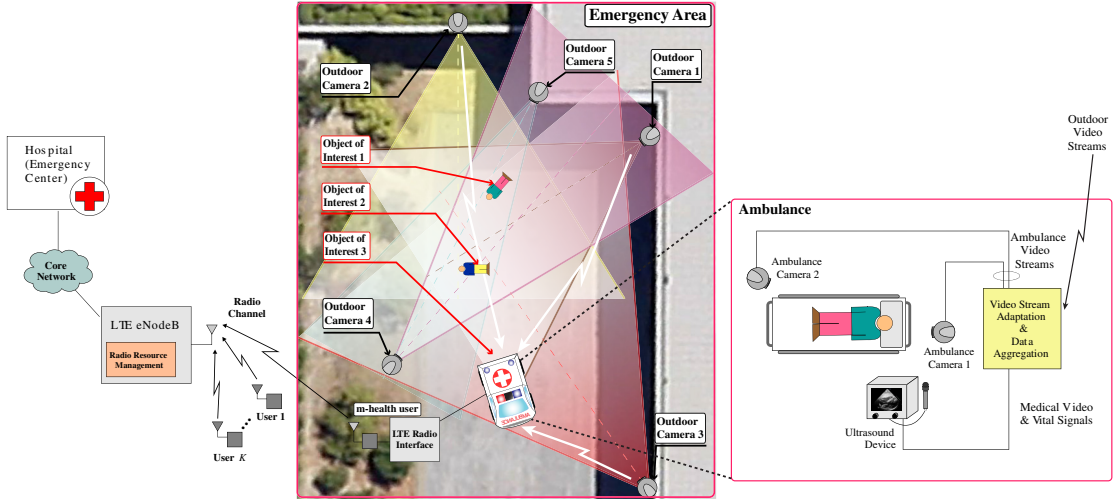 Emergency Area
Outdoor
Camera 2
Outdoor
Camera 5
Outdoor
Camera 1
Object of
Interest 1
Object of
Interest 2
Object of
Interest 3
Outdoor
Camera 4
Outdoor
Camera 3
AMBULANCE
m-health user
LTE Radio
Interface
Hospital
(Emergency
Center)
Core
Network
LTE eNodeB
Radio Resource
Management
Radio
Channel
User 1
User K
Outdoor
Video
Streams
Ambulance
Ambulance
Camera 2
Ambulance
Video
Streams
Ambulance
Camera 1
Video Stream
Adaptation
&
Data
Aggregation
Ultrasound
Device
Medical Video
& Vital Signals